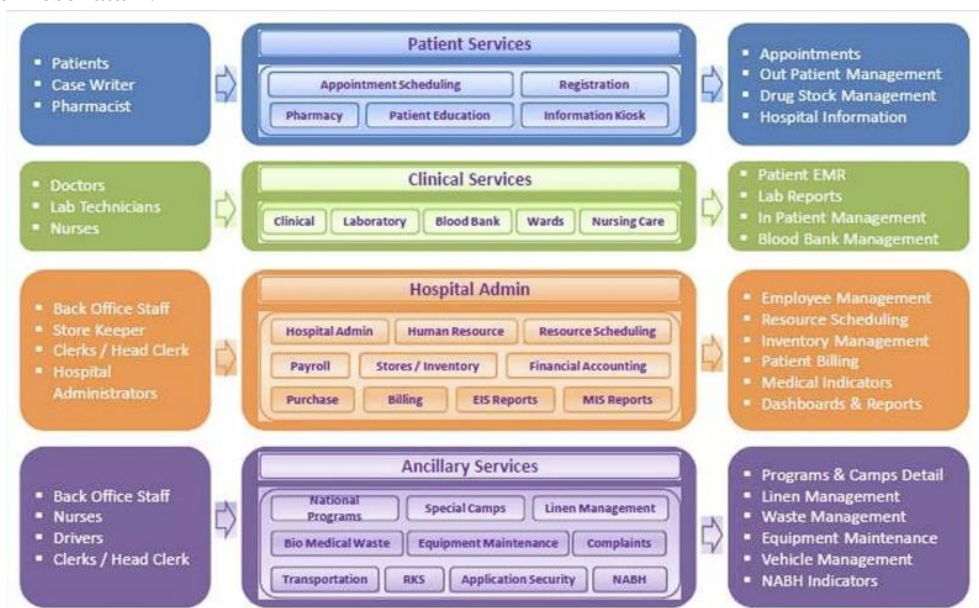 Patients
Case Writer
Pharmacist
Patient Services
Appointment Scheduling
Registration
Pharmacy
Patient Education
Information Kiosk
Appointments
Out Patient Management
Drug Stock Management
Hospital Information
Doctors
Lab Technicians
Nurses
Clinical Services
Clinical
Laboratory
Blood Bank
Wards
Nursing Care
Patient EMR
Lab Reports
In Patient Management
Blood Bank Management
Back Office Staff
Store Keeper
Clerks / Head Clerk
Hospital
Administrators
Hospital Admin
Hospital Admin
Human Resource
Resource Scheduling
Payroll
Stores / Inventory
Financial Accounting
Purchase
Billing
EIS Reports
MIS Reports
Employee Management
Resource Scheduling
Inventory Management
Patient Billing
Medical Indicators
Dashboards & Reports
Back Office Staff
Nurses
Drivers
Clerks / Head Clerk
Ancillary Services
National
Programs
Special Camps
Linen Management
Bio Medical Waste
Equipment Maintenance
Complaints
Transportation
RKS
Application Security
NABH
Programs & Camps Detail
Linen Management
Waste Management
Equipment Maintenance
Vehicle Management
NABH Indicators